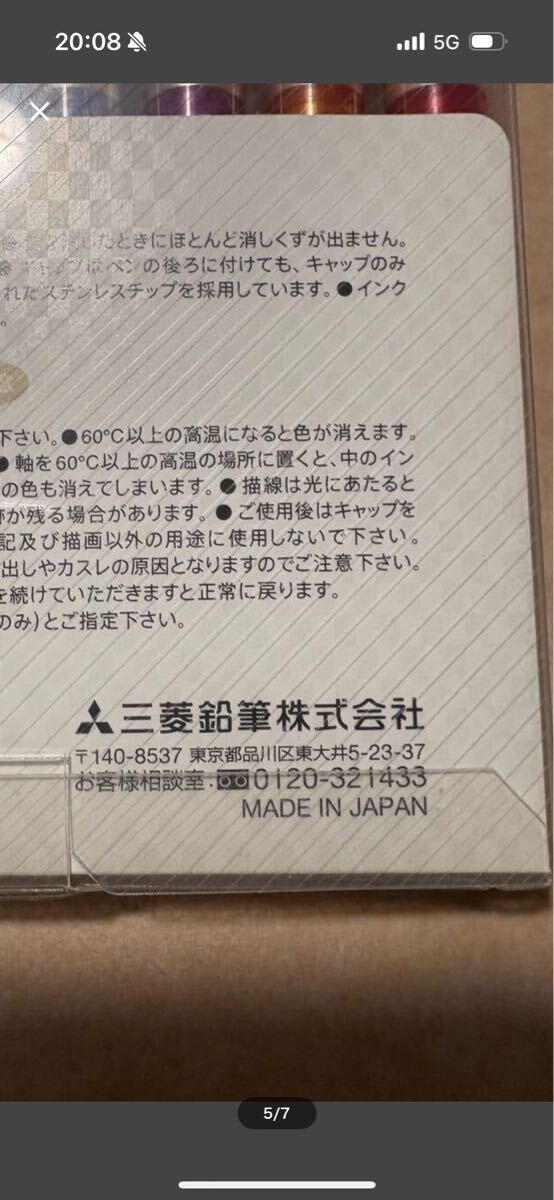 20:08
5G
たときにほとんど消しくずが出ません。
●キャップはペンの後ろに付けても、キャップのみ
れたステンレスチップを採用しています。●インク
。
下さい。●60℃以上の高温になると色が消えます。
●軸を60℃以上の高温の場所に置くと、中のイン
の色も消えてしまいます。●描線は光にあたると
が残る場合があります。●ご使用後はキャップを
記及び描画以外の用途に使用しないで下さい。
出しやカスレの原因となりますのでご注意下さい。
を続けていただきますと正常に戻ります。
のみ)とご指定下さい。
三菱鉛筆株式会社
〒140-8537 東京都品川区東大井5-23-37
お客様相談室:0120-321433
MADE IN JAPAN
5/7